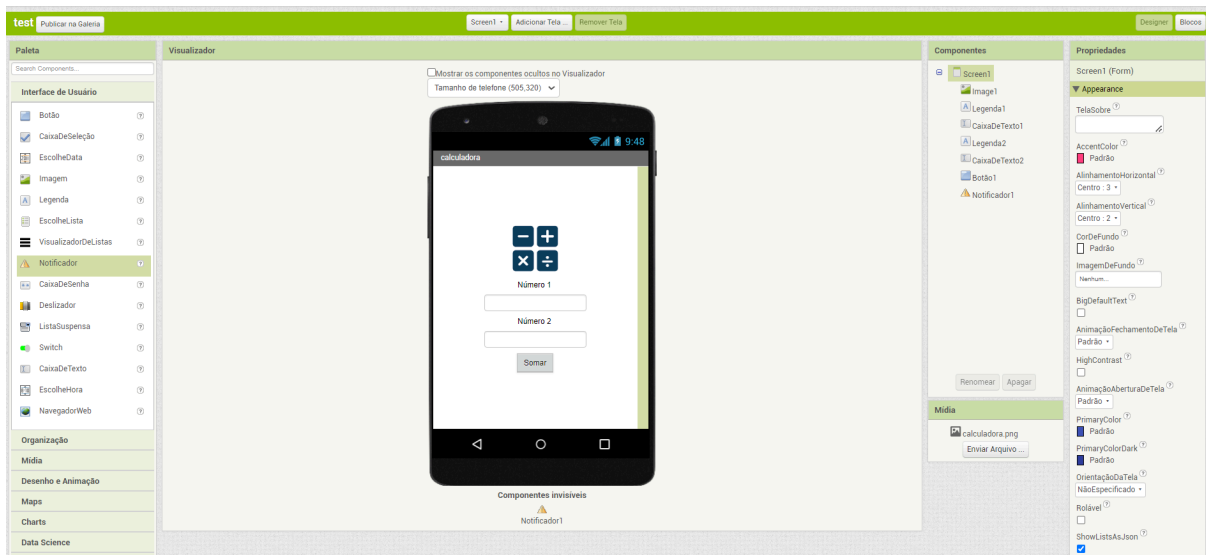 test Publicar na Galeria
Screen1 Adicionar Tela ... Remover Tela
Designer Blocos
Paleta
Search Components...
Interface de Usuário
Botão
CaixaDeSeleção
EscolheData
Imagem
Legenda
EscolheLista
VisualizadorDeListas
Notificador
CaixaDeSenha
Deslizador
ListaSuspensa
Switch
CaixaDeTexto
EscolheHora
NavegadorWeb
Organização
Mídia
Desenho e Animação
Maps
Charts
Data Science
Visualizador
Mostrar os componentes ocultos no Visualizador
Tamanho de telefone (505,320)
9:48
calculadora
Número 1
Número 2
Somar
Componentes invisíveis
Notificador1
Componentes
Screen1
Image1
Legenda1
CaixaDeTexto1
Legenda2
CaixaDeTexto2
Botão1
Notificador1
Renomear Apagar
Mídia
calculadora.png
Enviar Arquivo ...
Propriedades
Screen1 (Form)
Appearance
TelaSobre
AccentColor
Padrão
AlinhamentoHorizontal
Centro : 3
AlinhamentoVertical
Centro : 2
CorDeFundo
Padrão
ImagemDeFundo
Nenhum...
BigDefaultText
AnimaçãoFechamentoDeTela
Padrão
HighContrast
AnimaçãoAberturaDeTela
Padrão
PrimaryColor
Padrão
PrimaryColorDark
Padrão
OrientaçãoDaTela
NãoEspecificado
Rolável
ShowListsAsJson